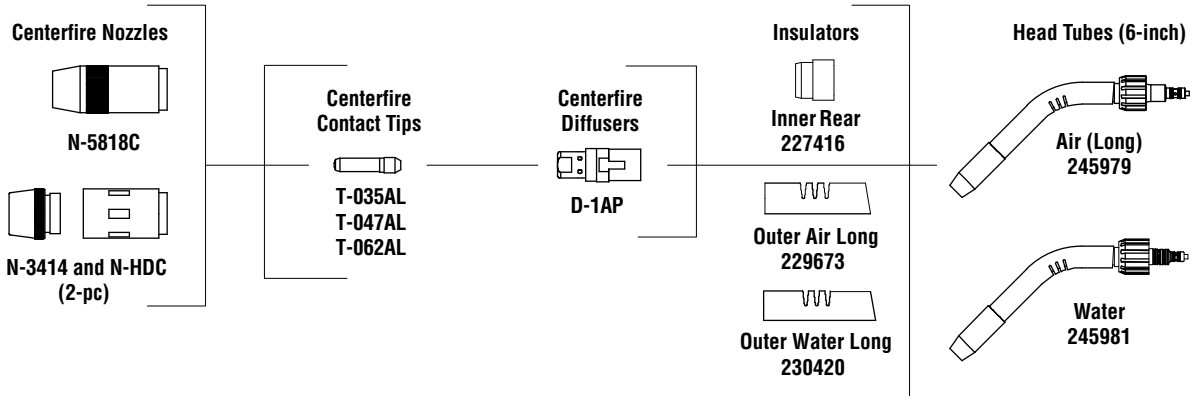 Centerfire Nozzles
N-5818C
N-3414 and N-HDC
(2-pc)
Centerfire
Contact Tips
T-035AL
T-047AL
T-062AL
Centerfire
Diffusers
D-1AP
Insulators
Inner Rear
227416
Outer Air Long
229673
Outer Water Long
230420
Head Tubes (6-inch)
Air (Long)
245979
Water
245981